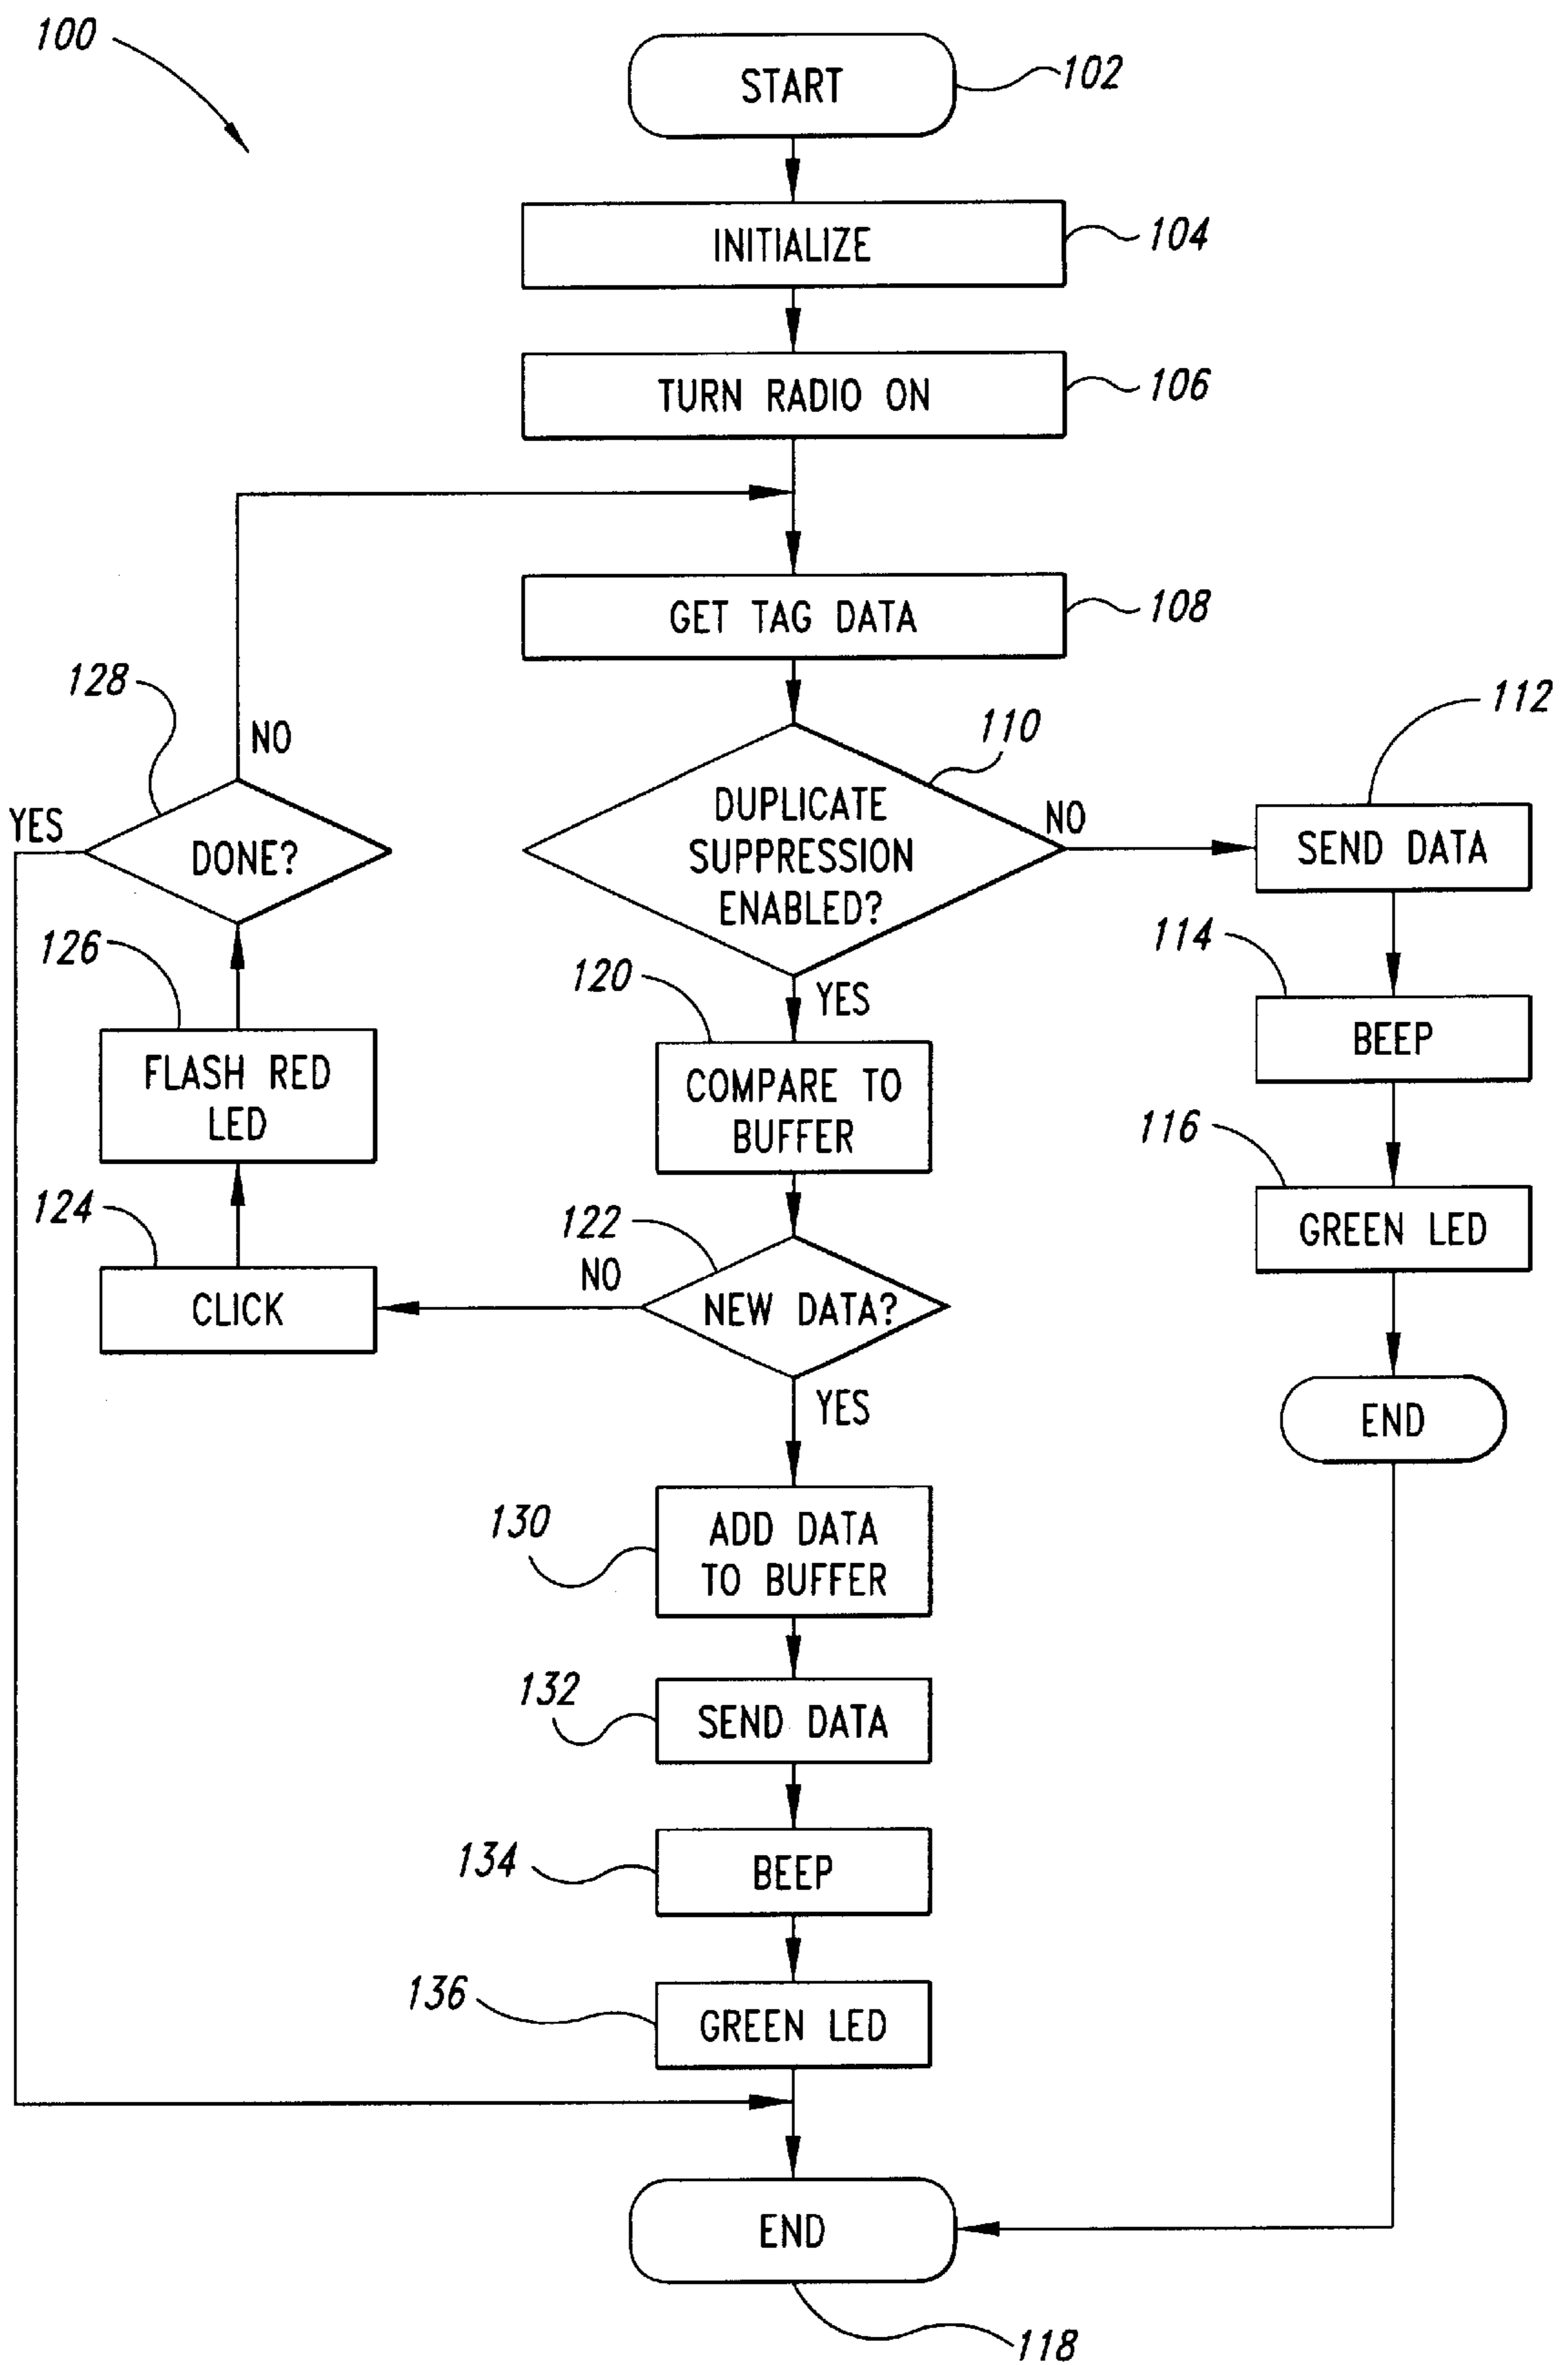 100
START
102
INITIALIZE
104
TURN RADIO ON
106
GET TAG DATA
108
128
NO
YES
DONE?
110
DUPLICATE
SUPPRESSION
ENABLED?
NO
112
SEND DATA
126
FLASH RED
LED
120
YES
COMPARE TO
BUFFER
114
BEEP
116
GREEN LED
124
CLICK
122
NO
NEW DATA?
YES
END
130
ADD DATA
TO BUFFER
132
SEND DATA
134
BEEP
136
GREEN LED
END
118